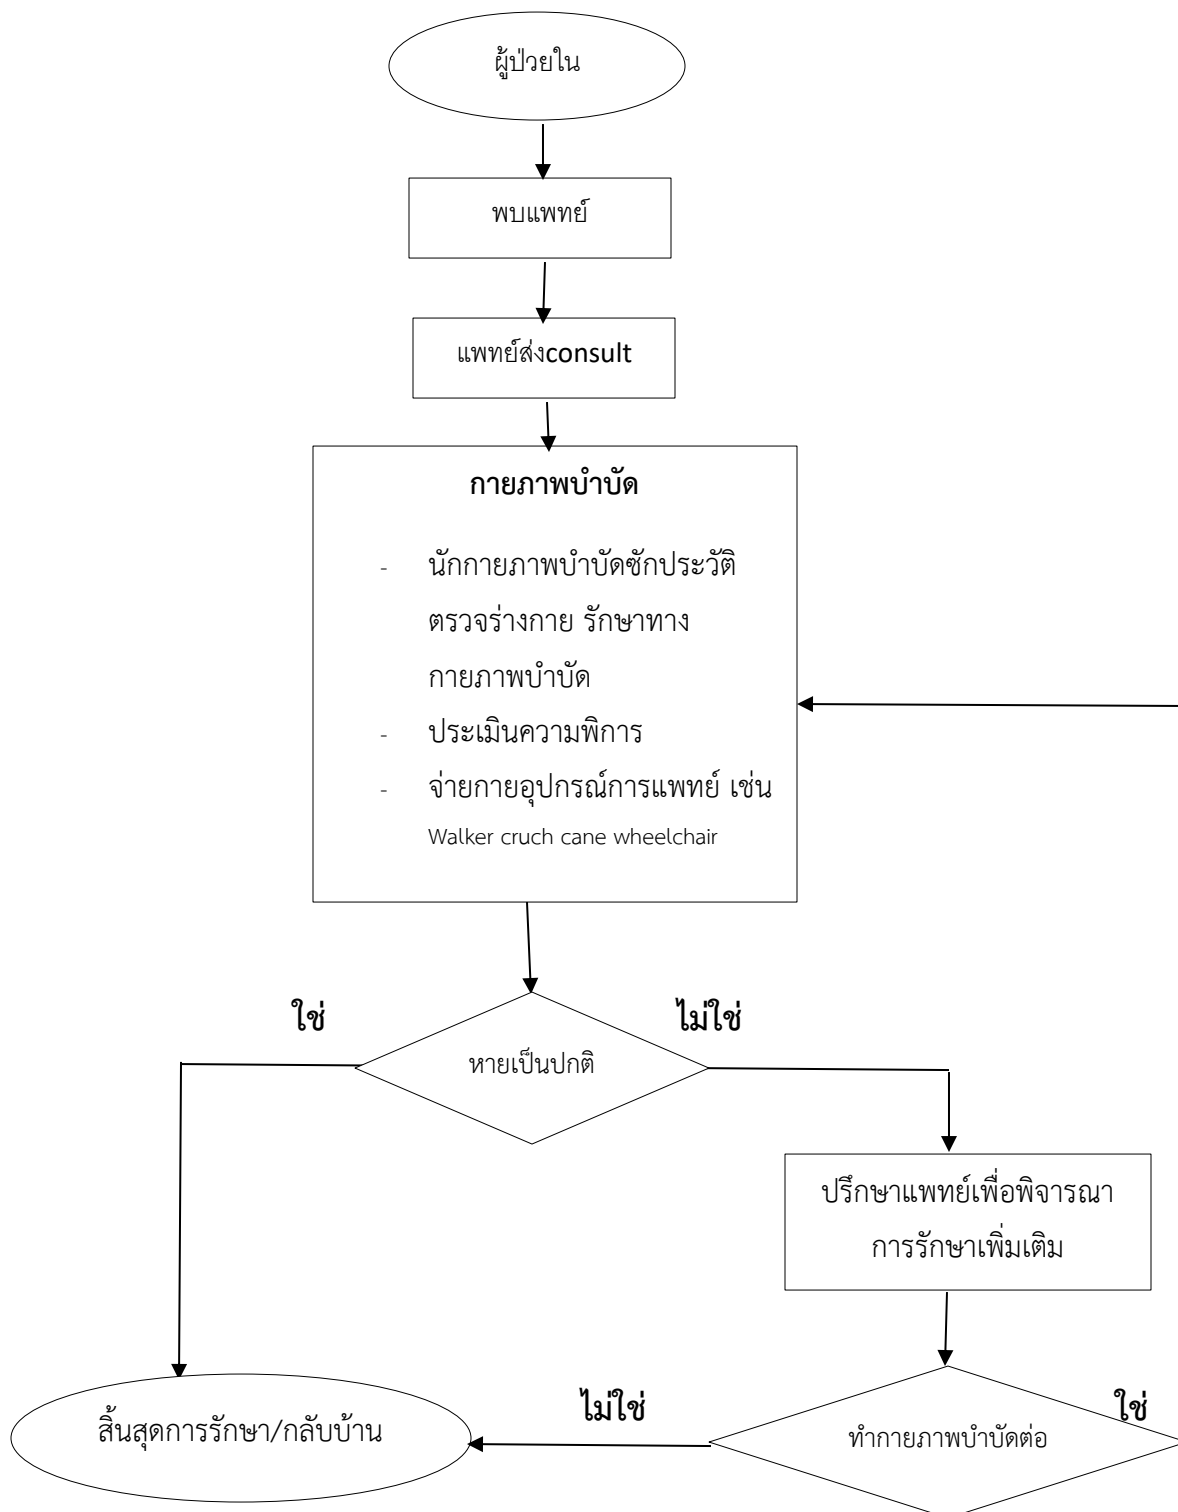 ผู้ป่วยใน
พบแพทย์
แพทย์ส่งconsult
กายภาพบำบัด
- นักกายภาพบำบัดซักประวัติ
ตรวจร่างกาย รักษาทาง
กายภาพบำบัด
- ประเมินความพิการ
- จ่ายกายอุปกรณ์การแพทย์ เช่น
Walker cruch cane wheelchair
ใช่
ไม่ใช่
หายเป็นปกติ
ปรึกษาแพทย์เพื่อพิจารณา
การรักษาเพิ่มเติม
สิ้นสุดการรักษา/กลับบ้าน
ไม่ใช่
ทำกายภาพบำบัดต่อ
ใช่